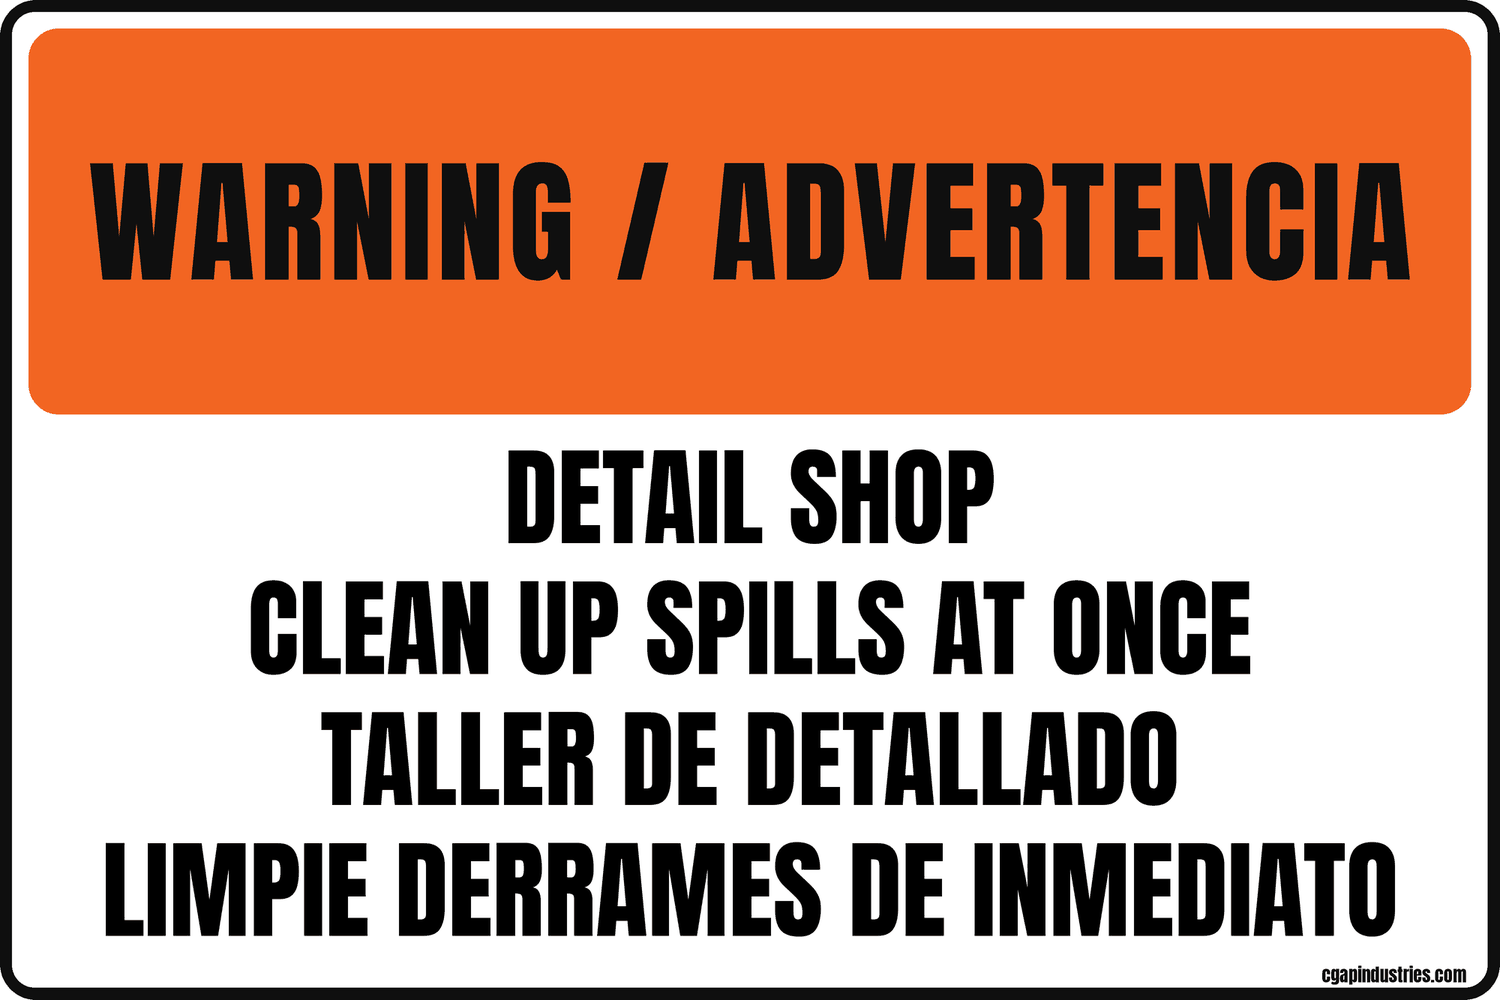 WARNING / ADVERTENCIA
DETAIL SHOP
CLEAN UP SPILLS AT ONCE
TALLER DE DETALLADO
LIMPIE DERRAMES DE INMEDIATO
cgapindustries.com